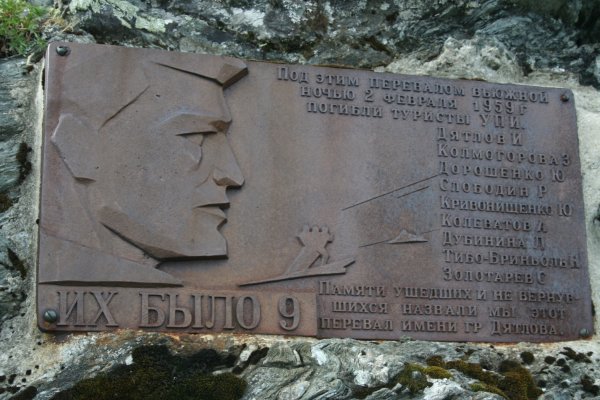 Под этим перевалом вьюжной
ночью 2 февраля 1959 г
погибли туристы УПИ.
Дятлов И
Колмогорова З
Дорошенко Ю
Слободин Р
Кривонищенко Ю
Колеватов А
Дубинина Л
Тибо-Бриньоль Н
Золотарев С
Памяти ушедших и не вернув-
шихся назвали мы этот
перевал имени гр Дятлова.
ИХ БЫЛО 9